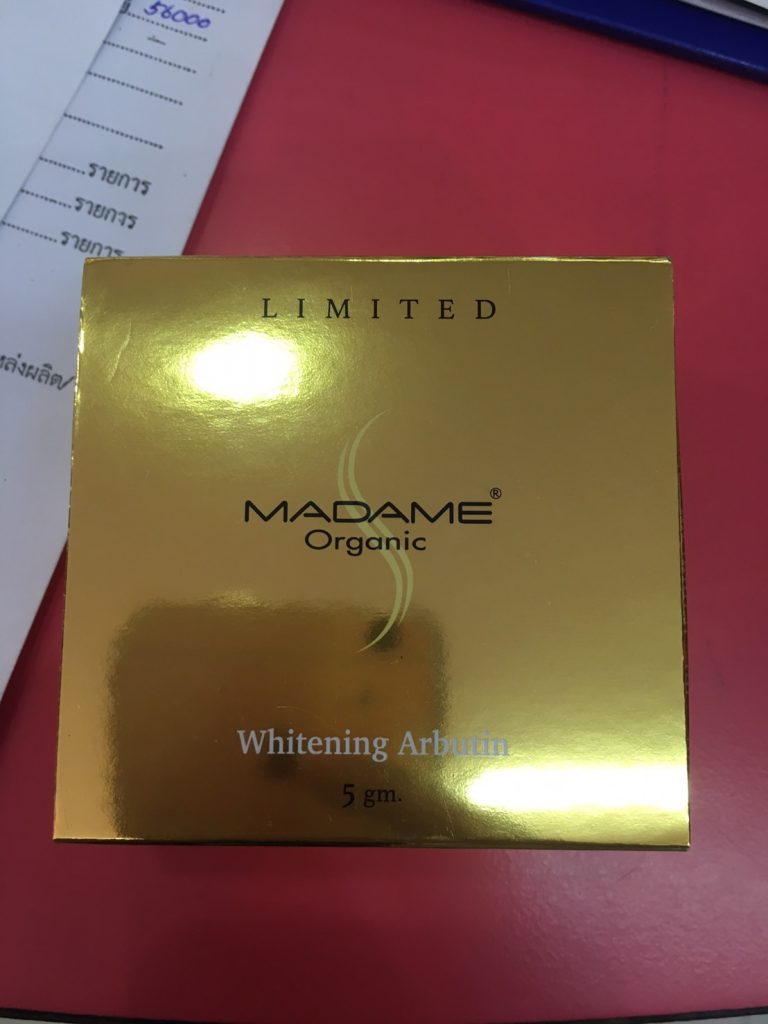 56000
รายการ
รายการ
รายการ
LIMITED
MADAME®
Organic
Whitening Arbutin
5 gm.